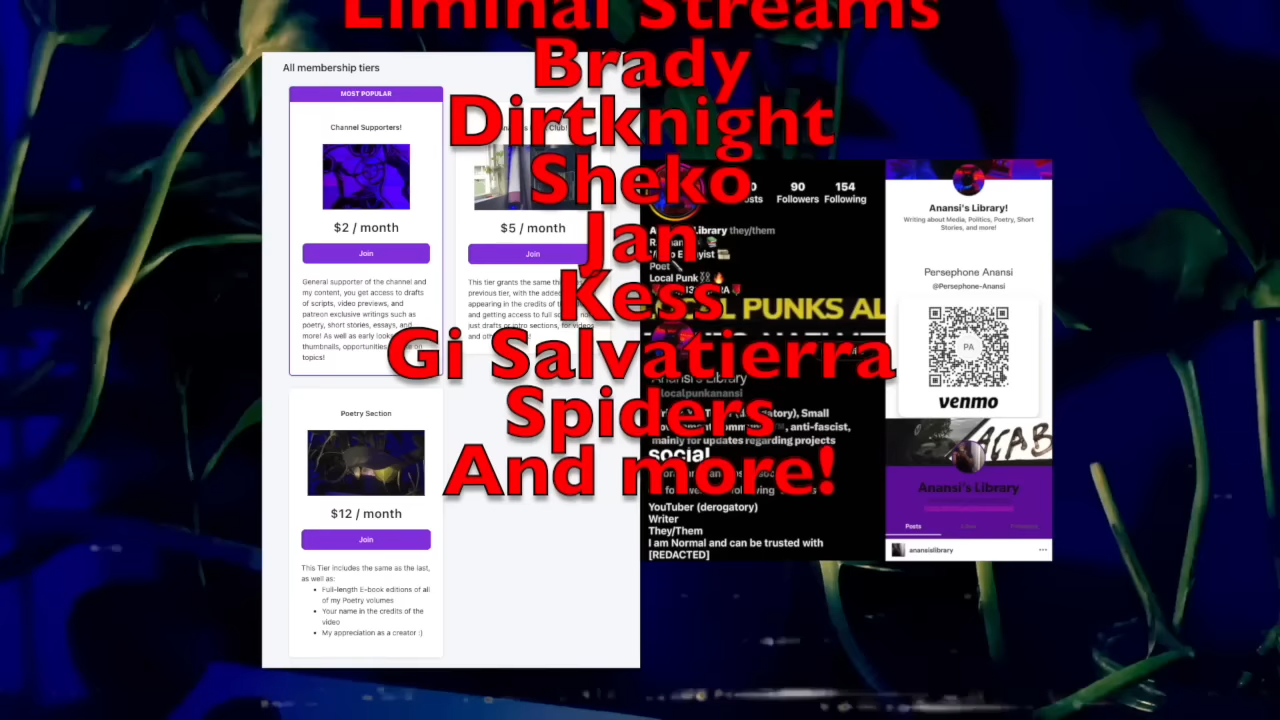 Liminal Streams
Brady
Dirtknight
Sheko
Jan
Kess
Gi Salvatierra
Spiders
And more!
All membership tiers
MOST POPULAR
Channel Supporters!
$2 / month
Join
General supporter of the channel and
my content, you get access to drafts
of scripts, video previews, and
patreon exclusive writings such as
poetry, short stories, essays, and
more! As well as early looks
thumbnails, opportunities
topics!
Club!
$5 / month
Join
This tier grants the same
previous tier, with the added
appearing in the credits of
and getting access to full
just drafts or intro sections, for videos
and
Poetry Section
$12 / month
Join
This Tier includes the same as the last,
as well as:
• Full-length E-book editions of all
of my Poetry volumes
• Your name in the credits of the
video
• My appreciation as a creator :)
90 154
Followers Following
Library they/them
Poet
Local Punk
PUNKS AL
Anansi's Library
localpunkanansi
(derogatory), Small
anti-fascist,
mainly for updates regarding projects
social
YouTuber (derogatory)
Writer
They/Them
I am Normal and can be trusted with
[REDACTED]
Anansi's Library!
Writing about Media, Politics, Poetry, Short
Stories, and more!
Persephone Anansi
@Persephone-Anansi
PA
venmo
ACAB
Anansi's Library
Posts
anansislibrary